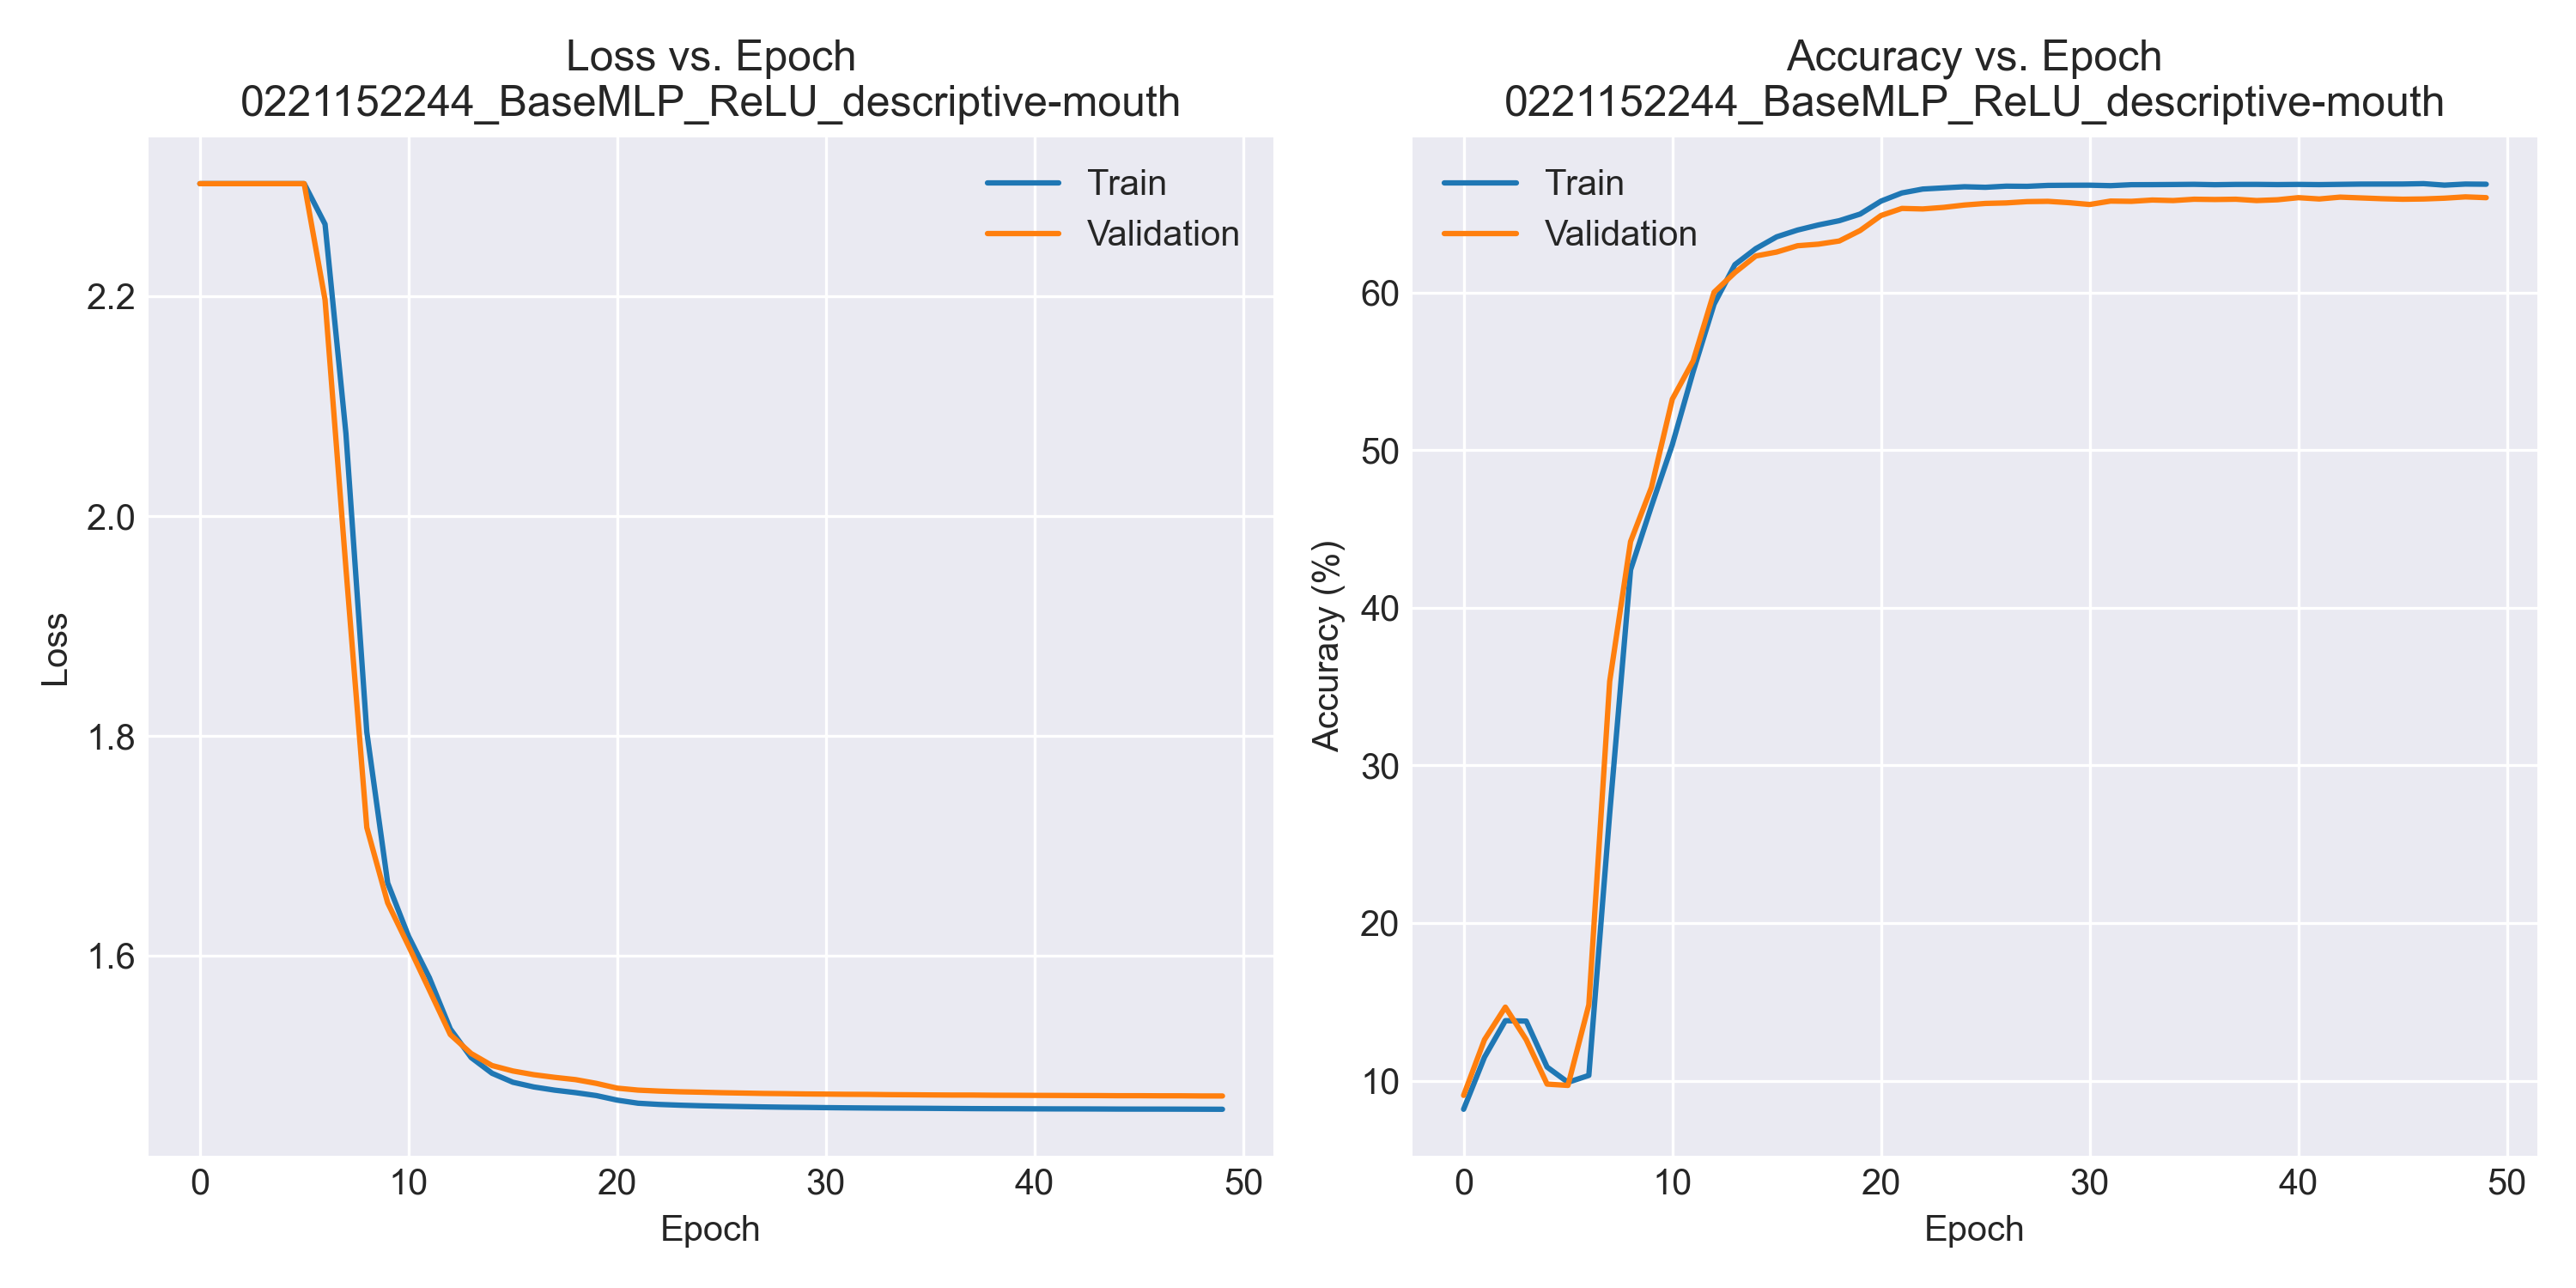 Loss vs. Epoch
0221152244_BaseMLP_ReLU_descriptive-mouth
Train
Validation
2.2
2.0
1.8
1.6
Loss
0 10 20 30 40 50
Epoch
Accuracy vs. Epoch
0221152244_BaseMLP_ReLU_descriptive-mouth
Train
Validation
60
50
40
30
20
10
Accuracy (%)
0 10 20 30 40 50
Epoch